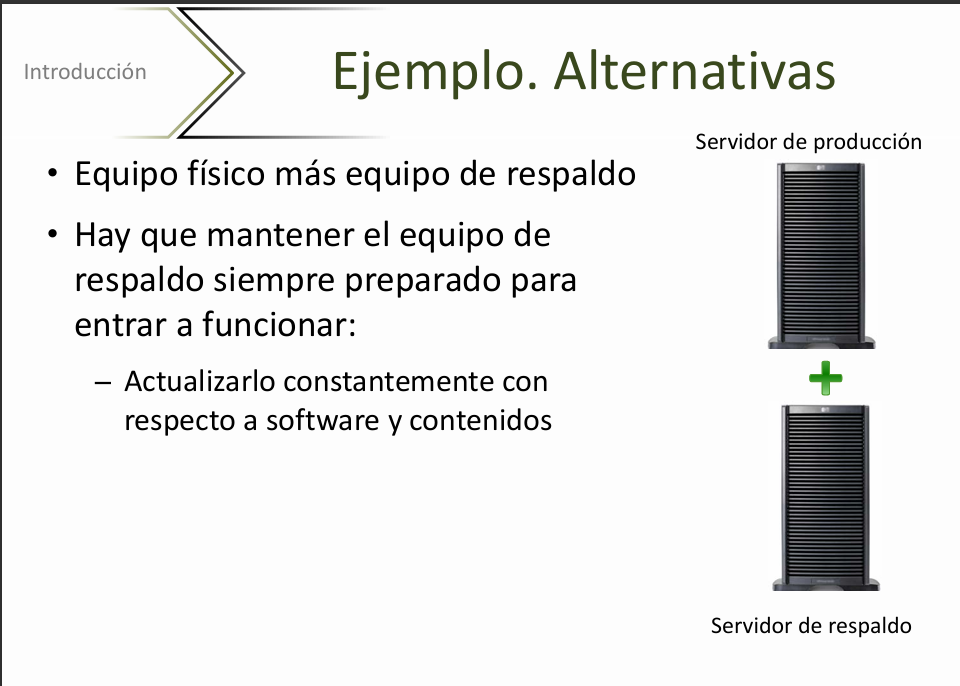 Introducción
Ejemplo. Alternativas
Servidor de producción
• Equipo físico más equipo de respaldo
• Hay que mantener el equipo de
respaldo siempre preparado para
entrar a funcionar:
– Actualizarlo constantemente con
respecto a software y contenidos
Servidor de respaldo